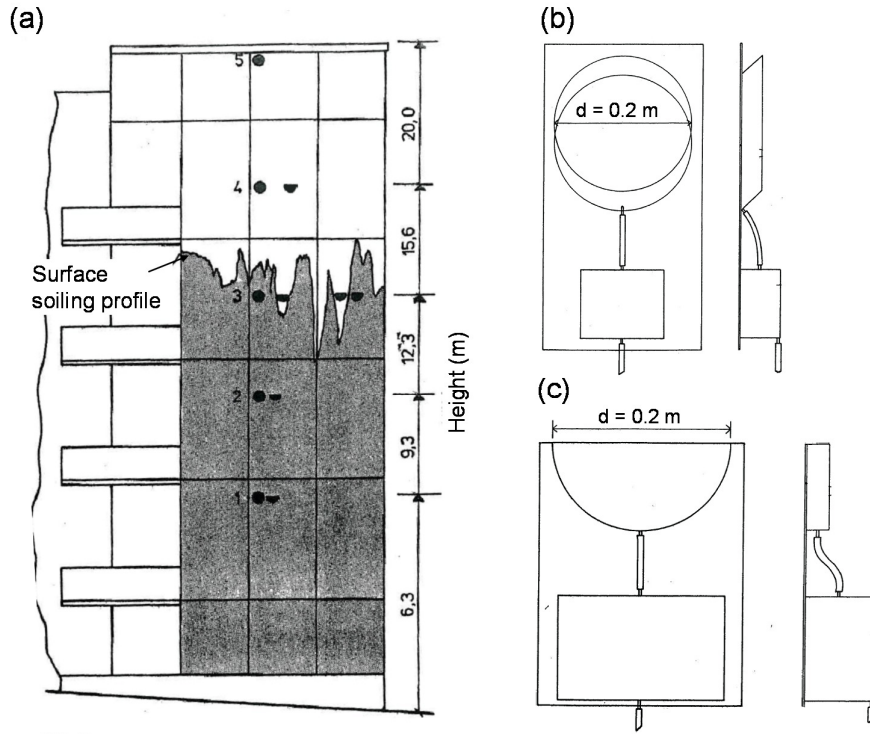 (a)
5
4
3
2
1
Surface
soiling profile
20,0
15,6
12,3
9,3
6,3
Height (m)
(b)
d = 0.2 m
(c)
d = 0.2 m